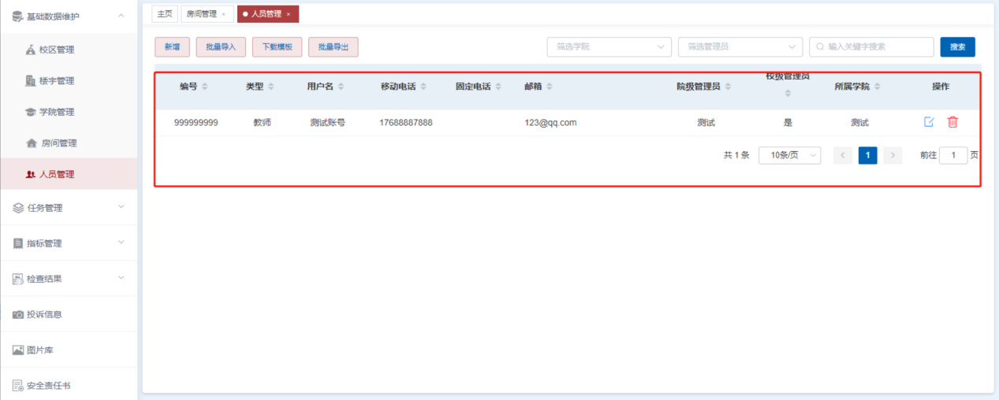 基础数据维护
校区管理
楼宇管理
学院管理
房间管理
人员管理
任务管理
指标管理
检查结果
投诉信息
图片库
安全责任书
主页 房间管理 × 人员管理 ×
新增 批量导入 下载模板 批量导出 筛选学院 筛选管理员 输入关键字搜索 搜索
编号 类型 用户名 移动电话 固定电话 邮箱 院级管理员 校级管理员 所属学院 操作
999999999 教师 测试账号 17688887888 123@qq.com 测试 是 测试
共 1 条 10条/页 1 前往 1 页